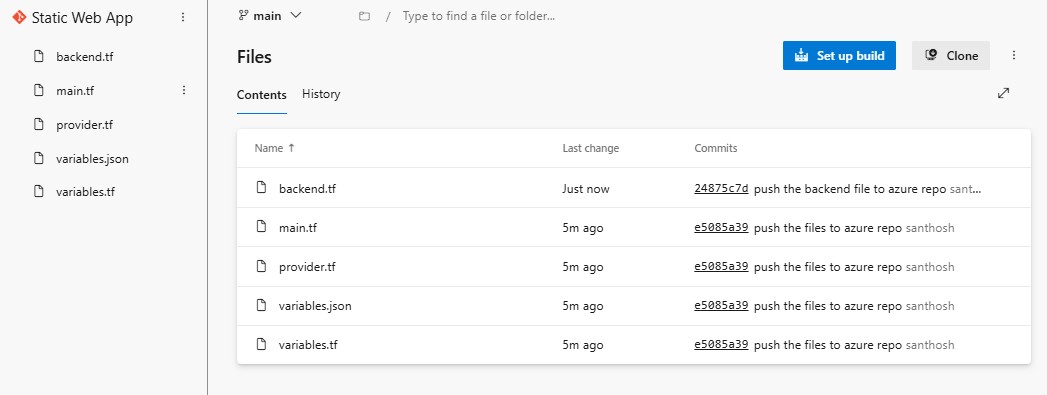 Static Web App
backend.tf
main.tf
provider.tf
variables.json
variables.tf
main / Type to find a file or folder...
Files
Set up build
Clone
Contents History
Name ↑ Last change Commits
backend.tf Just now 24875c7d push the backend file to azure repo sant...
main.tf 5m ago e5085a39 push the files to azure repo santhosh
provider.tf 5m ago e5085a39 push the files to azure repo santhosh
variables.json 5m ago e5085a39 push the files to azure repo santhosh
variables.tf 5m ago e5085a39 push the files to azure repo santhosh